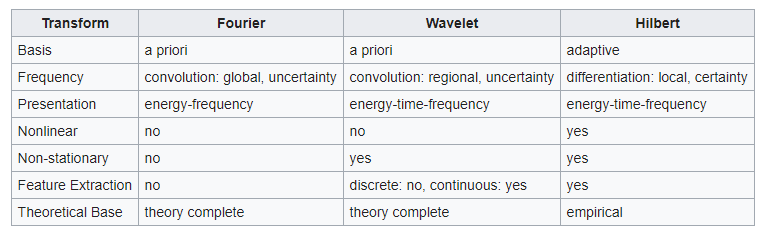 Transform Fourier Wavelet Hilbert
Basis a priori a priori adaptive
Frequency convolution: global, uncertainty convolution: regional, uncertainty differentiation: local, certainty
Presentation energy-frequency energy-time-frequency energy-time-frequency
Nonlinear no no yes
Non-stationary no yes yes
Feature Extraction no discrete: no, continuous: yes yes
Theoretical Base theory complete theory complete empirical